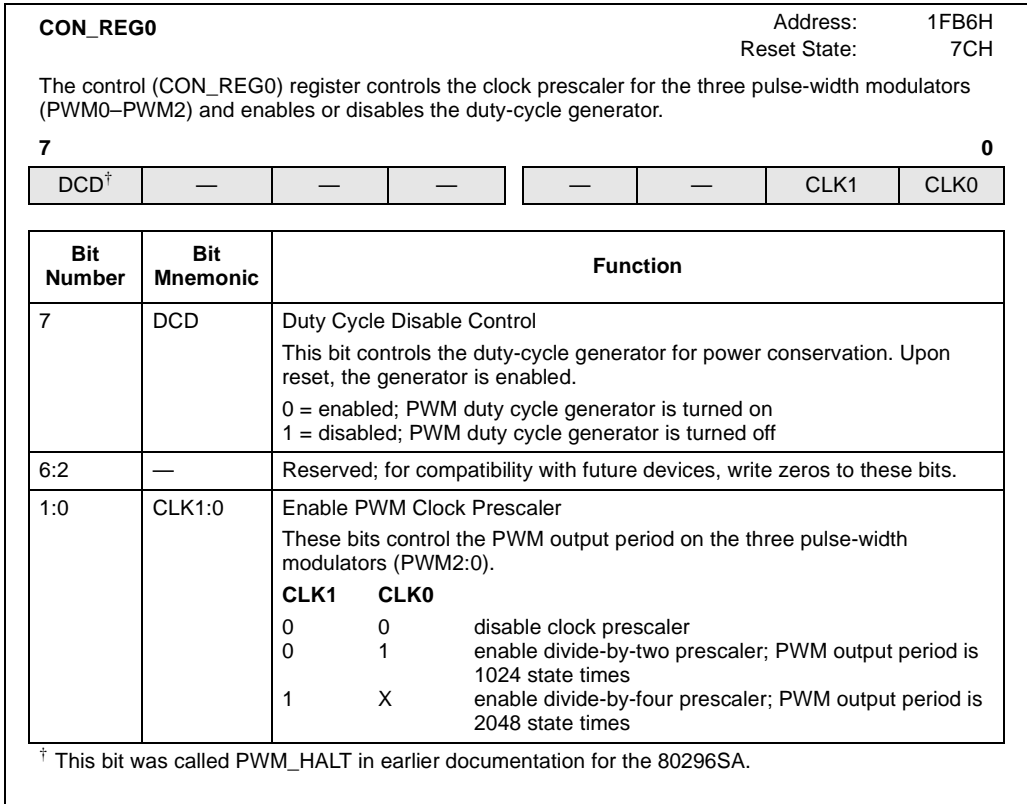 CON_REG0 Address: 1FB6H
Reset State: 7CH
The control (CON_REG0) register controls the clock prescaler for the three pulse-width modulators
(PWM0–PWM2) and enables or disables the duty-cycle generator.
7 0
DCD† — — — — — CLK1 CLK0
Bit Number Bit Mnemonic Function
7 DCD Duty Cycle Disable Control
This bit controls the duty-cycle generator for power conservation. Upon
reset, the generator is enabled.
0 = enabled; PWM duty cycle generator is turned on
1 = disabled; PWM duty cycle generator is turned off
6:2 — Reserved; for compatibility with future devices, write zeros to these bits.
1:0 CLK1:0 Enable PWM Clock Prescaler
These bits control the PWM output period on the three pulse-width
modulators (PWM2:0).
CLK1 CLK0
0 0 disable clock prescaler
0 1 enable divide-by-two prescaler; PWM output period is
1024 state times
1 X enable divide-by-four prescaler; PWM output period is
2048 state times
† This bit was called PWM_HALT in earlier documentation for the 80296SA.